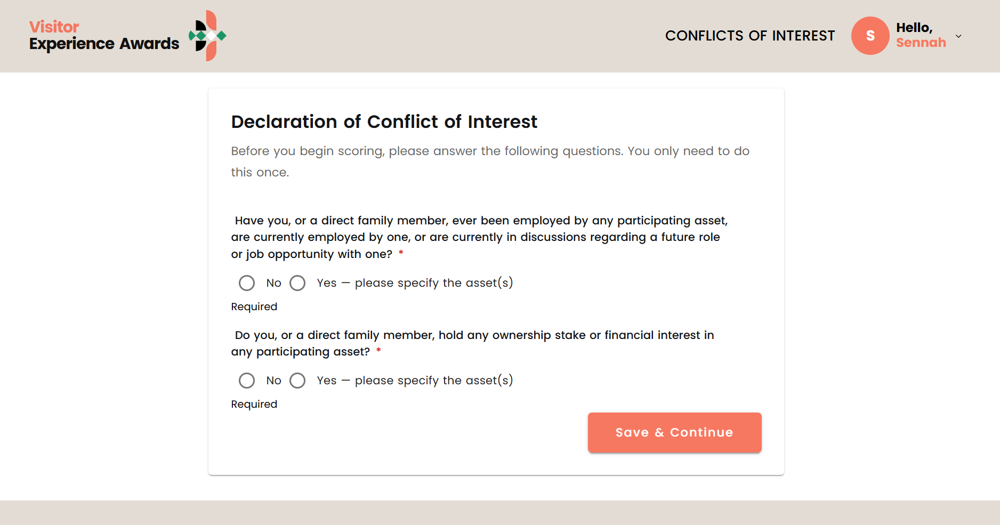 Visitor
Experience Awards
CONFLICTS OF INTEREST
S
Hello,
Sennah
Declaration of Conflict of Interest
Before you begin scoring, please answer the following questions. You only need to do
this once.
Have you, or a direct family member, ever been employed by any participating asset,
are currently employed by one, or are currently in discussions regarding a future role
or job opportunity with one? *
No Yes — please specify the asset(s)
Required
Do you, or a direct family member, hold any ownership stake or financial interest in
any participating asset? *
No Yes — please specify the asset(s)
Required
Save & Continue